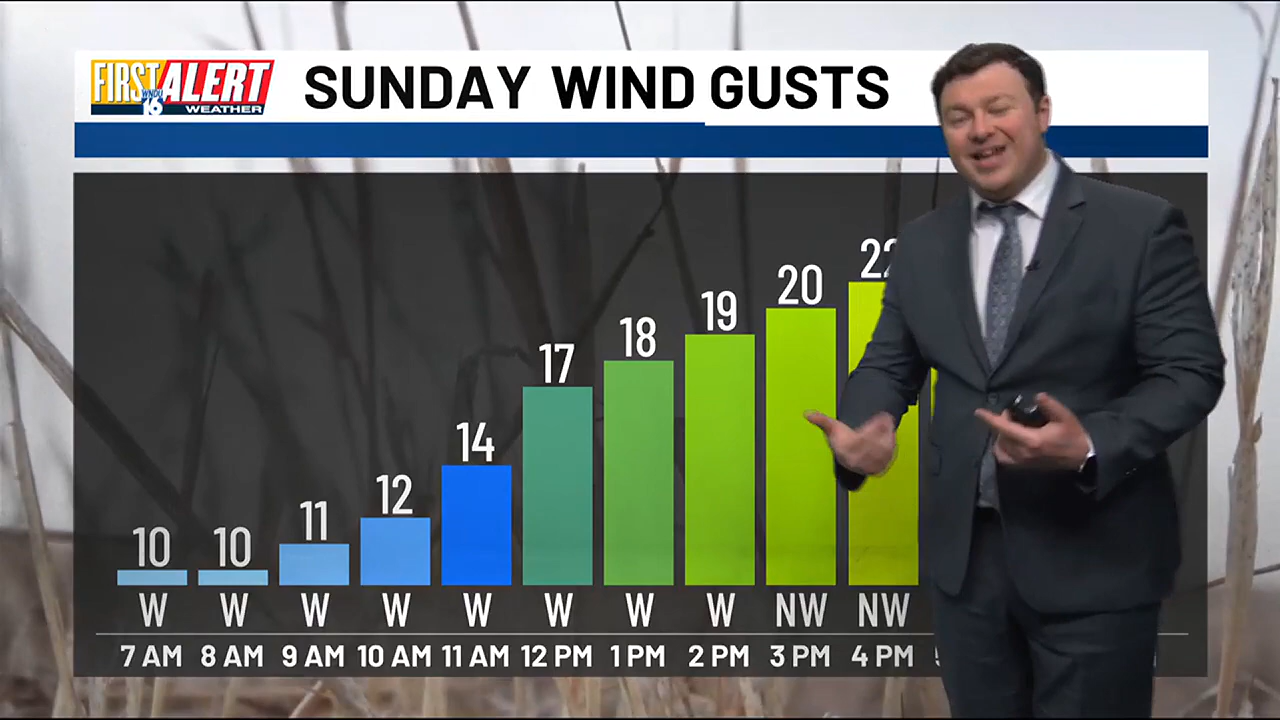 FIRST ALERT
WNDU
16
WEATHER
SUNDAY WIND GUSTS
10 10 11 12 14 17 18 19 20 22
W W W W W W W W NW NW
7 AM 8 AM 9 AM 10 AM 11 AM 12 PM 1 PM 2 PM 3 PM 4 PM